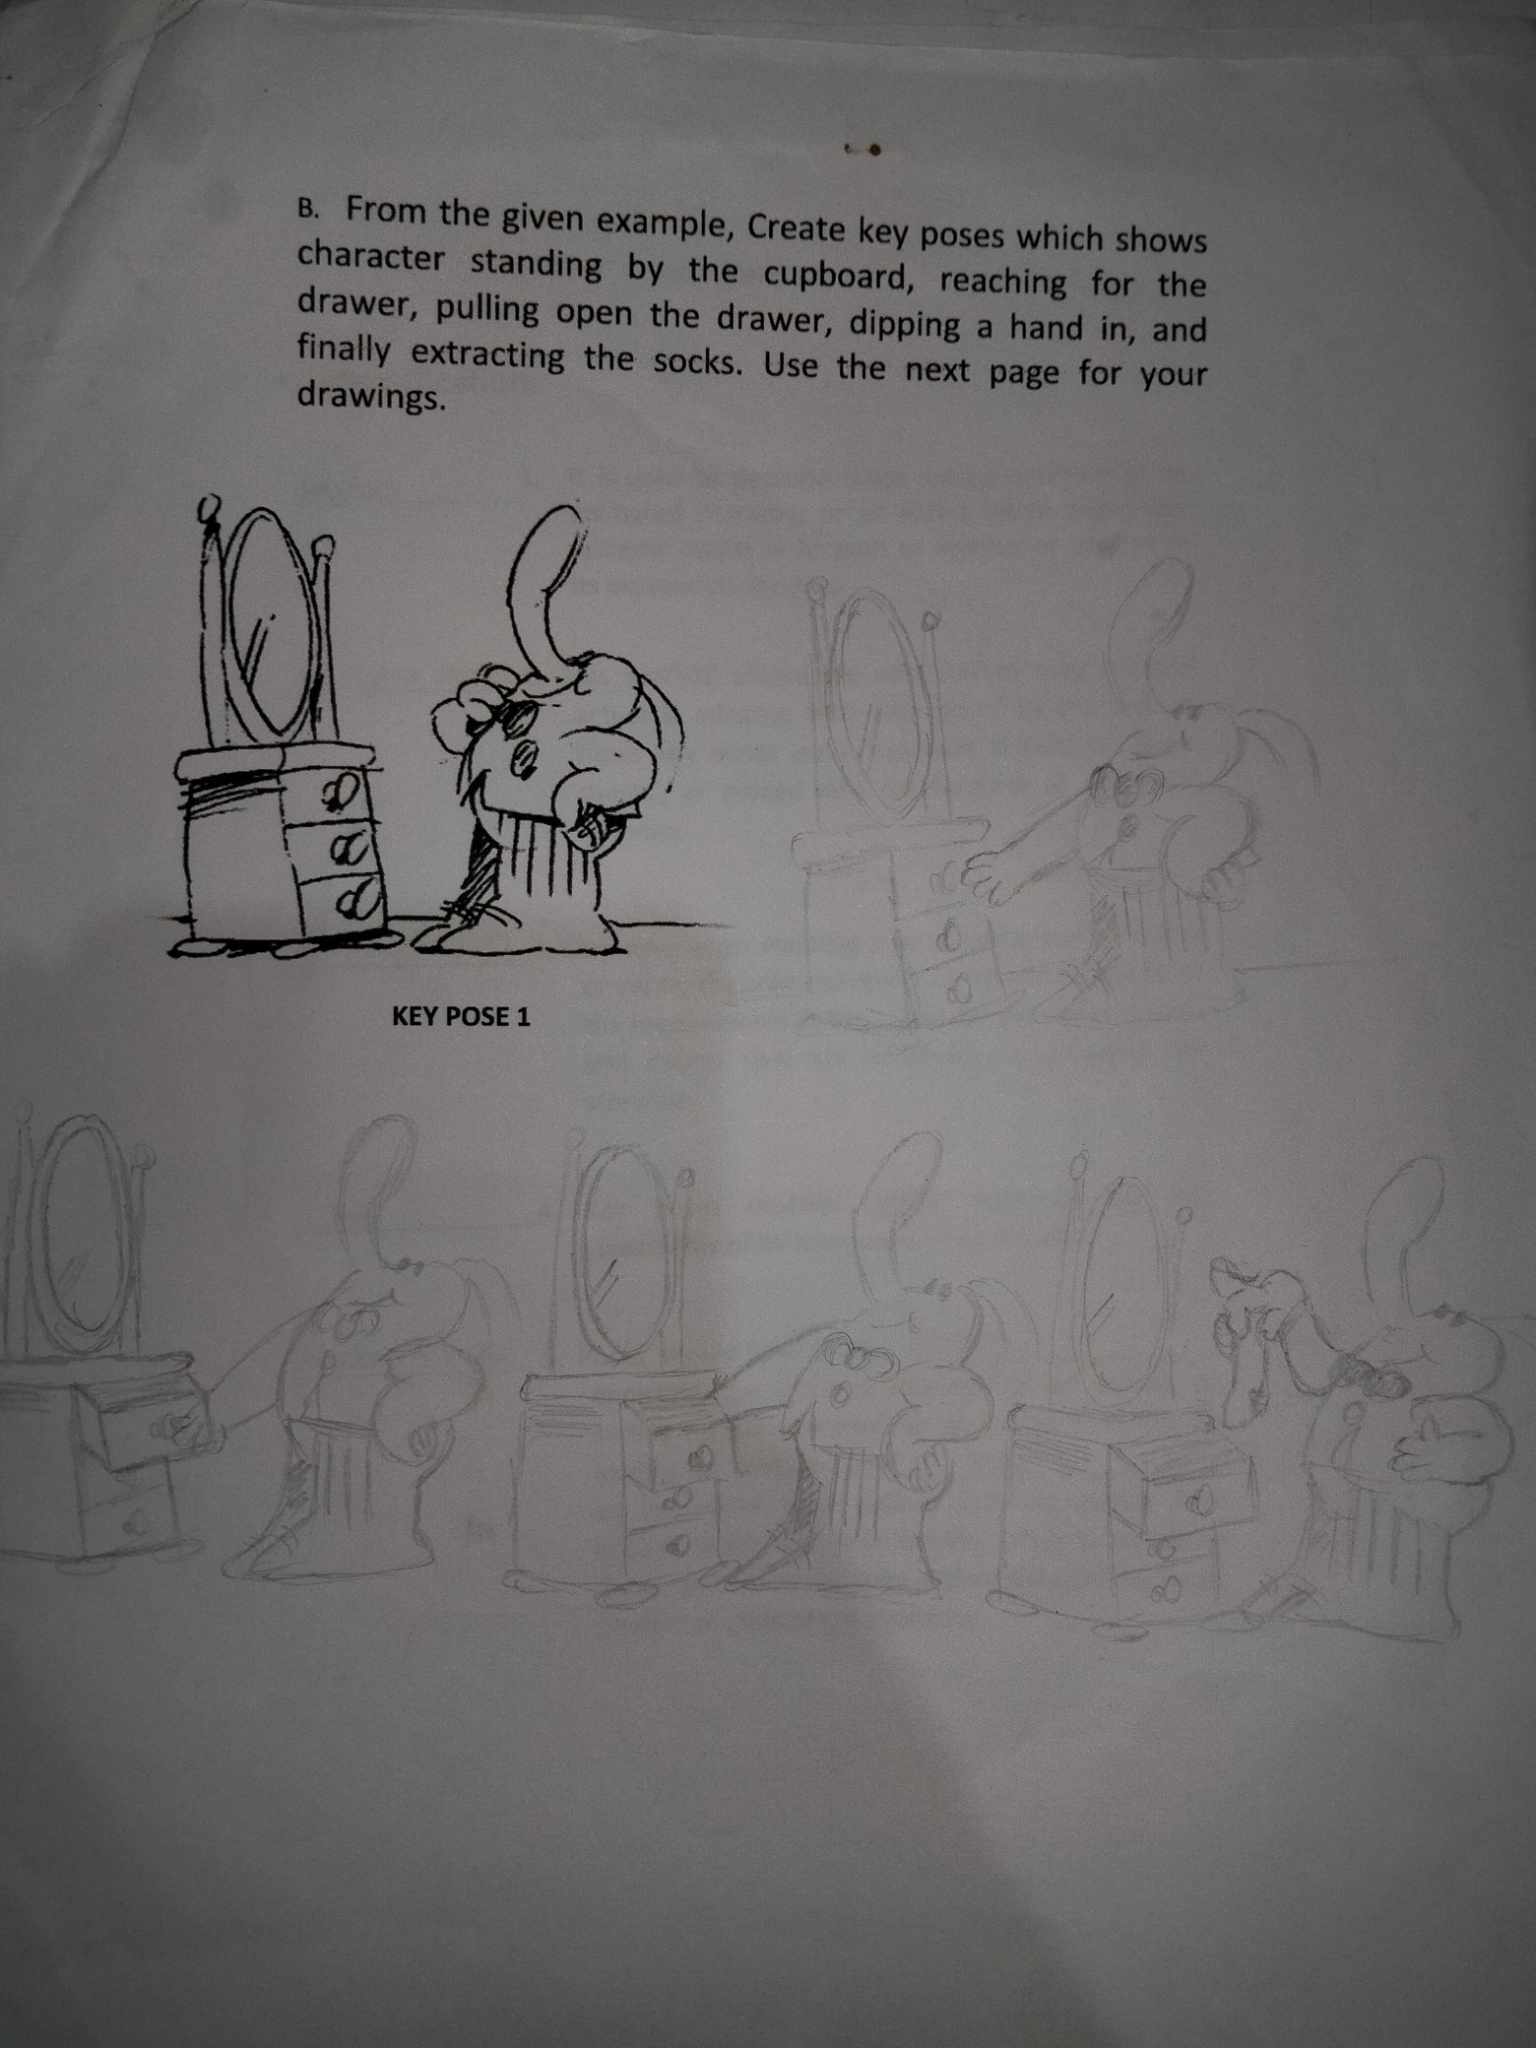 B. From the given example, Create key poses which shows
character standing by the cupboard, reaching for the
drawer, pulling open the drawer, dipping a hand in, and
finally extracting the socks. Use the next page for your
drawings.
KEY POSE 1